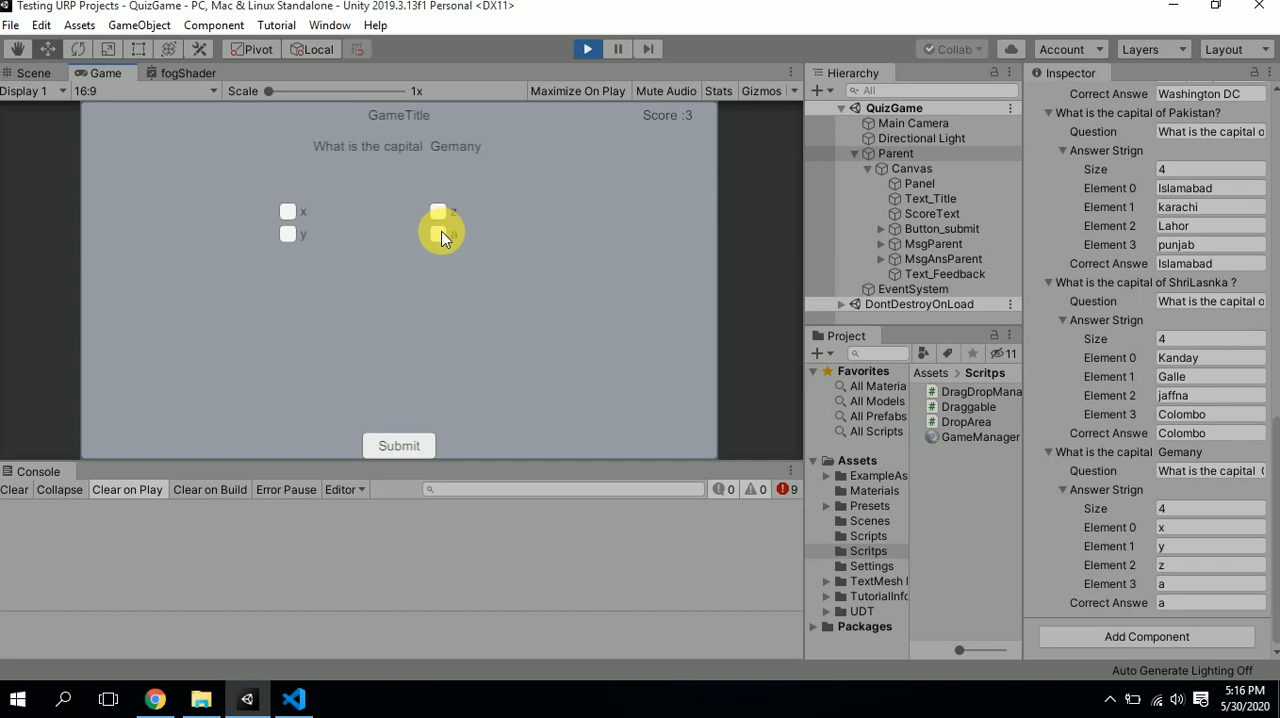 Testing URP Projects - QuizGame - PC, Mac & Linux Standalone - Unity 2019.3.13f1 Personal <DX11>
File Edit Assets GameObject Component Tutorial Window Help
Pivot Local Collab Account Layers Layout
Scene Game fogShader
Display 1 16:9 Scale 1x Maximize On Play Mute Audio Stats Gizmos
GameTitle Score :3
What is the capital Gemany
x z
y
Submit
Console
Clear Collapse Clear on Play Clear on Build Error Pause Editor 0 0 9
Hierarchy
All
QuizGame
Main Camera
Directional Light
Parent
Canvas
Panel
Text_Title
ScoreText
Button_submit
MsgParent
MsgAnsParent
Text_Feedback
EventSystem
DontDestroyOnLoad
Project
11
Favorites
All Materia
All Models
All Prefabs
All Scripts
Assets
ExampleAs
Materials
Presets
Scenes
Scripts
Scritps
Settings
TextMesh
TutorialInfo
UDT
Packages
Assets > Scritps
DragDropMana
Draggable
DropArea
GameManager
Inspector
Correct Answe Washington DC
What is the capital of Pakistan?
Question What is the capital o
Answer Strign
Size 4
Element 0 Islamabad
Element 1 karachi
Element 2 Lahor
Element 3 punjab
Correct Answe Islamabad
What is the capital of ShriLasnka ?
Question What is the capital o
Answer Strign
Size 4
Element 0 Kanday
Element 1 Galle
Element 2 jaffna
Element 3 Colombo
Correct Answe Colombo
What is the capital Gemany
Question What is the capital
Answer Strign
Size 4
Element 0 x
Element 1 y
Element 2 z
Element 3 a
Correct Answe a
Add Component
Auto Generate Lighting Off
5:16 PM
5/30/2020